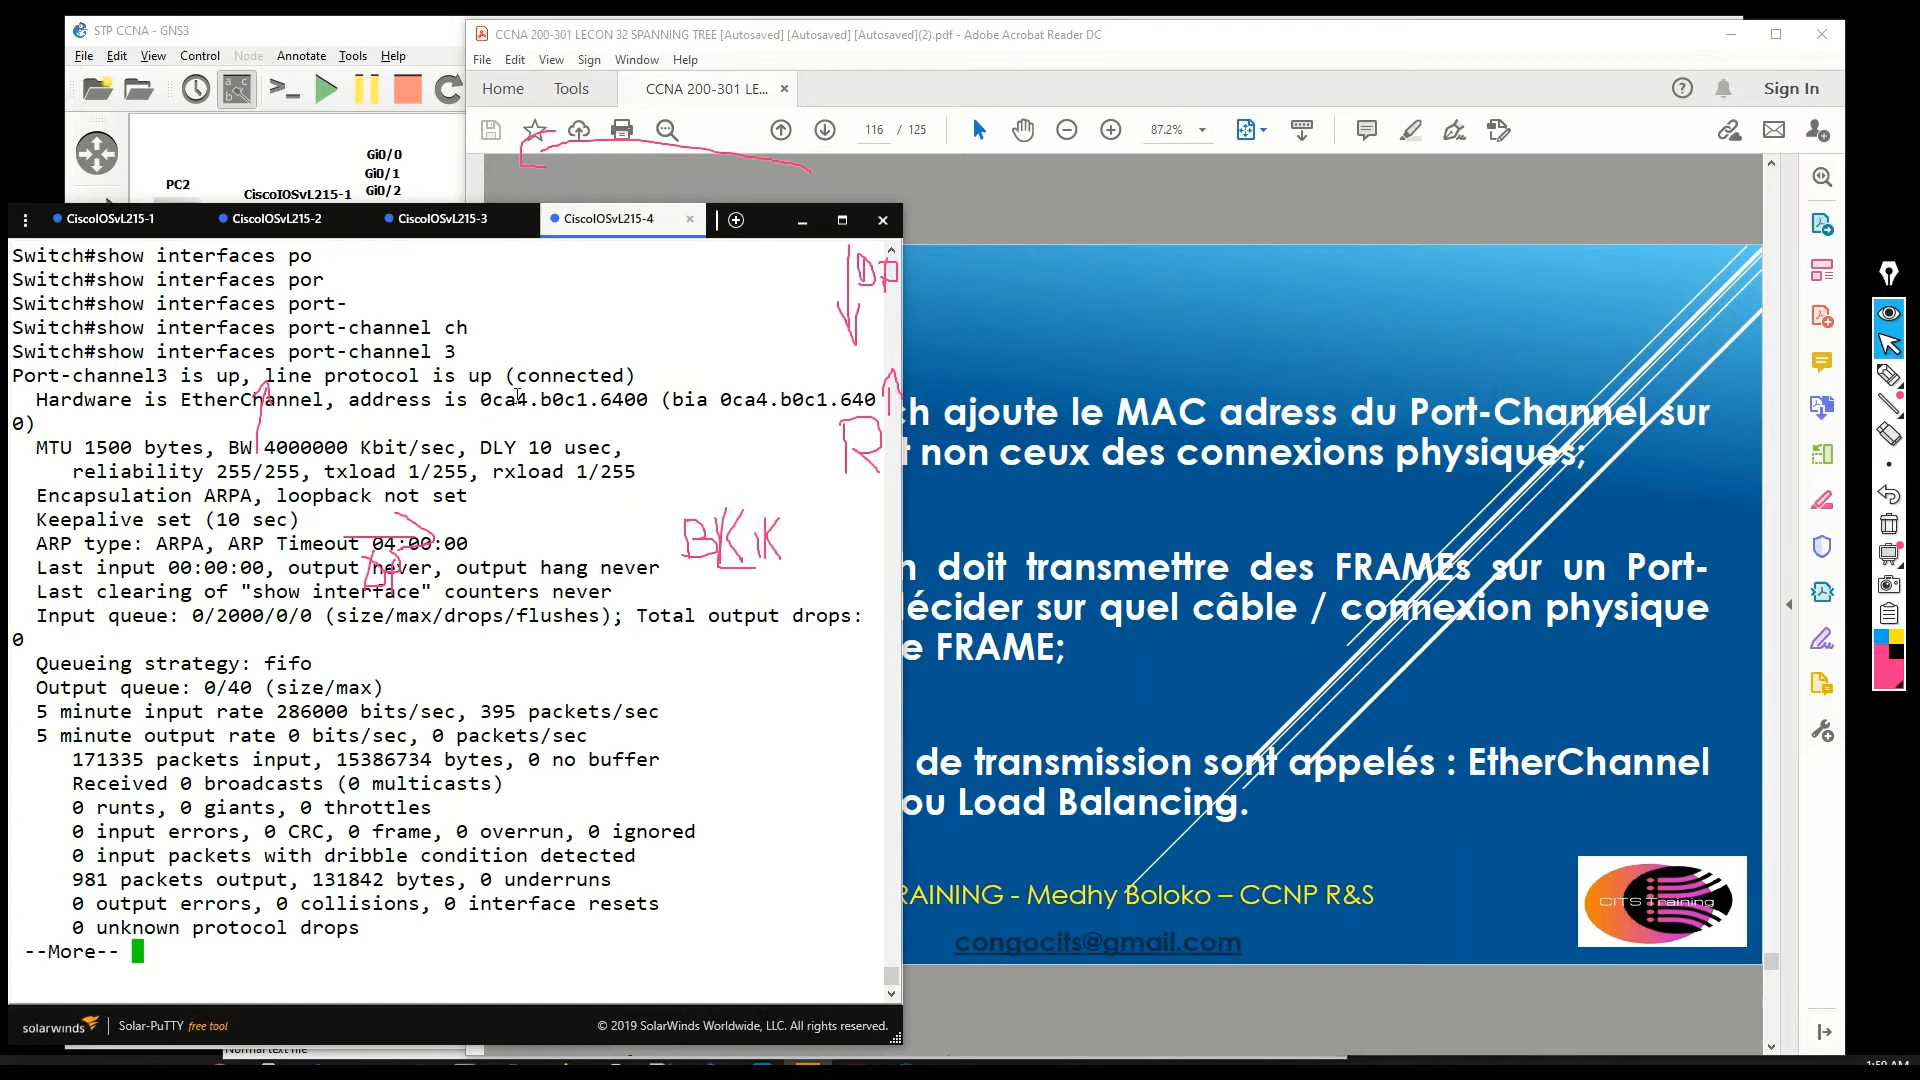 STP CCNA - GNS3
File Edit View Control Node Annotate Tools Help
CCNA 200-301 LECON 32 SPANNING TREE [Autosaved] [Autosaved] [Autosaved](2).pdf - Adobe Acrobat Reader DC
File Edit View Sign Window Help
Home Tools CCNA 200-301 LE... × Sign In
116 / 125 87.2%
Gi0/0
Gi0/1
PC2
CiscoIOSvL215-1 Gi0/2
CiscoIOSvL215-1 CiscoIOSvL215-2 CiscoIOSvL215-3 CiscoIOSvL215-4
Switch#show interfaces po
Switch#show interfaces por
Switch#show interfaces port-
Switch#show interfaces port-channel ch
Switch#show interfaces port-channel 3
Port-channel3 is up, line protocol is up (connected)
Hardware is EtherChannel, address is 0ca4.b0c1.6400 (bia 0ca4.b0c1.640
0)
MTU 1500 bytes, BW 4000000 Kbit/sec, DLY 10 usec,
reliability 255/255, txload 1/255, rxload 1/255
Encapsulation ARPA, loopback not set
Keepalive set (10 sec)
ARP type: ARPA, ARP Timeout 04:00:00
Last input 00:00:00, output never, output hang never
Last clearing of "show interface" counters never
Input queue: 0/2000/0/0 (size/max/drops/flushes); Total output drops:
0
Queueing strategy: fifo
Output queue: 0/40 (size/max)
5 minute input rate 286000 bits/sec, 395 packets/sec
5 minute output rate 0 bits/sec, 0 packets/sec
171335 packets input, 15386734 bytes, 0 no buffer
Received 0 broadcasts (0 multicasts)
0 runts, 0 giants, 0 throttles
0 input errors, 0 CRC, 0 frame, 0 overrun, 0 ignored
0 input packets with dribble condition detected
981 packets output, 131842 bytes, 0 underruns
0 output errors, 0 collisions, 0 interface resets
0 unknown protocol drops
--More--
DP
R
DP
solarwinds Solar-PuTTY free tool © 2019 SolarWinds Worldwide, LLC. All rights reserved.
Normal text file
ch ajoute le MAC adress du Port-Channel sur
t non ceux des connexions physiques;
doit transmettre des FRAMEs sur un Port-
décider sur quel câble / connexion physique
e FRAME;
de transmission sont appelés : EtherChannel
ou Load Balancing.
RAINING - Medhy Boloko – CCNP R&S
congocits@gmail.com
CITS Training